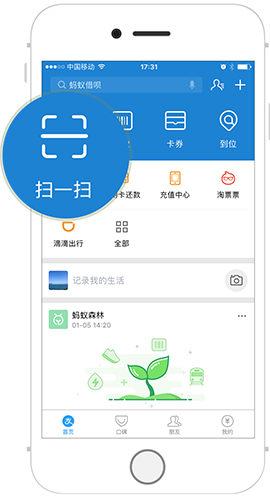 中国移动
17:31
蚂蚁借呗
扫一扫
卡券
到位
卡还款
充值中心
淘票票
滴滴出行
全部
记录我的生活
蚂蚁森林
01-05 14:20
支
首页
口碑
朋友
我的